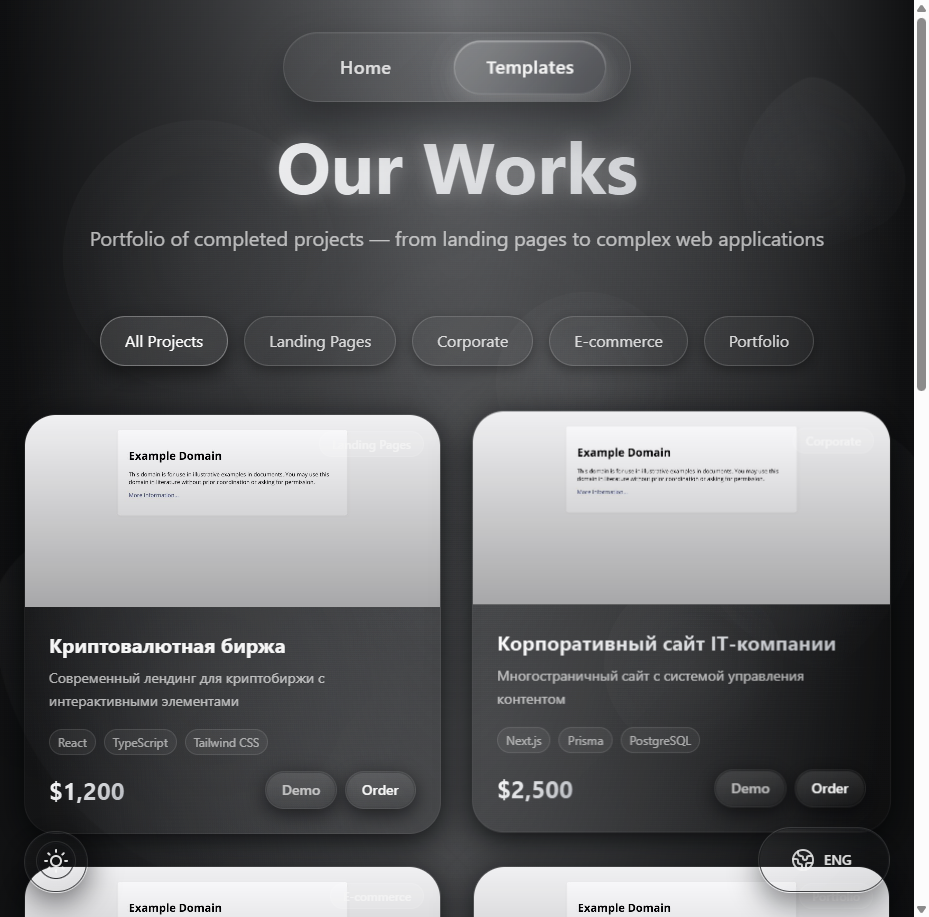 Home
Templates
Our Works
Portfolio of completed projects — from landing pages to complex web applications
All Projects
Landing Pages
Corporate
E-commerce
Portfolio
Landing Pages
Example Domain
This domain is for use in illustrative examples in documents. You may use this
domain in literature without prior coordination or asking for permission.
More information...
Криптовалютная биржа
Современный лендинг для криптобиржи с
интерактивными элементами
React
TypeScript
Tailwind CSS
$1,200
Demo
Order
Corporate
Example Domain
This domain is for use in illustrative examples in documents. You may use this
domain in literature without prior coordination or asking for permission.
More information...
Корпоративный сайт IT-компании
Многостраничный сайт с системой управления
контентом
Next.js
Prisma
PostgreSQL
$2,500
Demo
Order
ENG
E-commerce
Example Domain
Portfolio
Example Domain